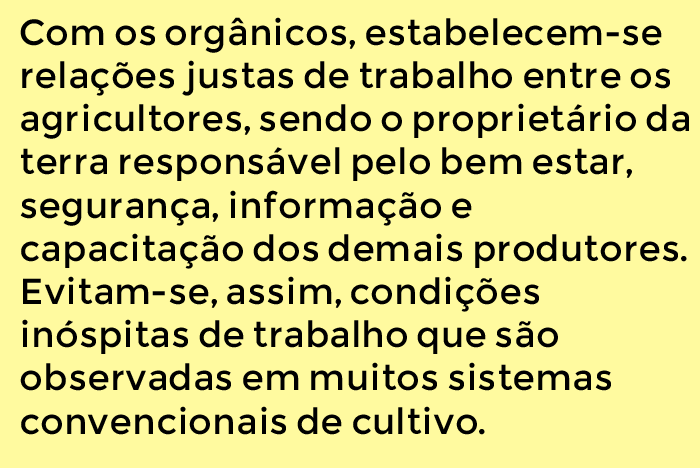 Com os orgânicos, estabelecem-se
relações justas de trabalho entre os
agricultores, sendo o proprietário da
terra responsável pelo bem estar,
segurança, informação e
capacitação dos demais produtores.
Evitam-se, assim, condições
inóspitas de trabalho que são
observadas em muitos sistemas
convencionais de cultivo.